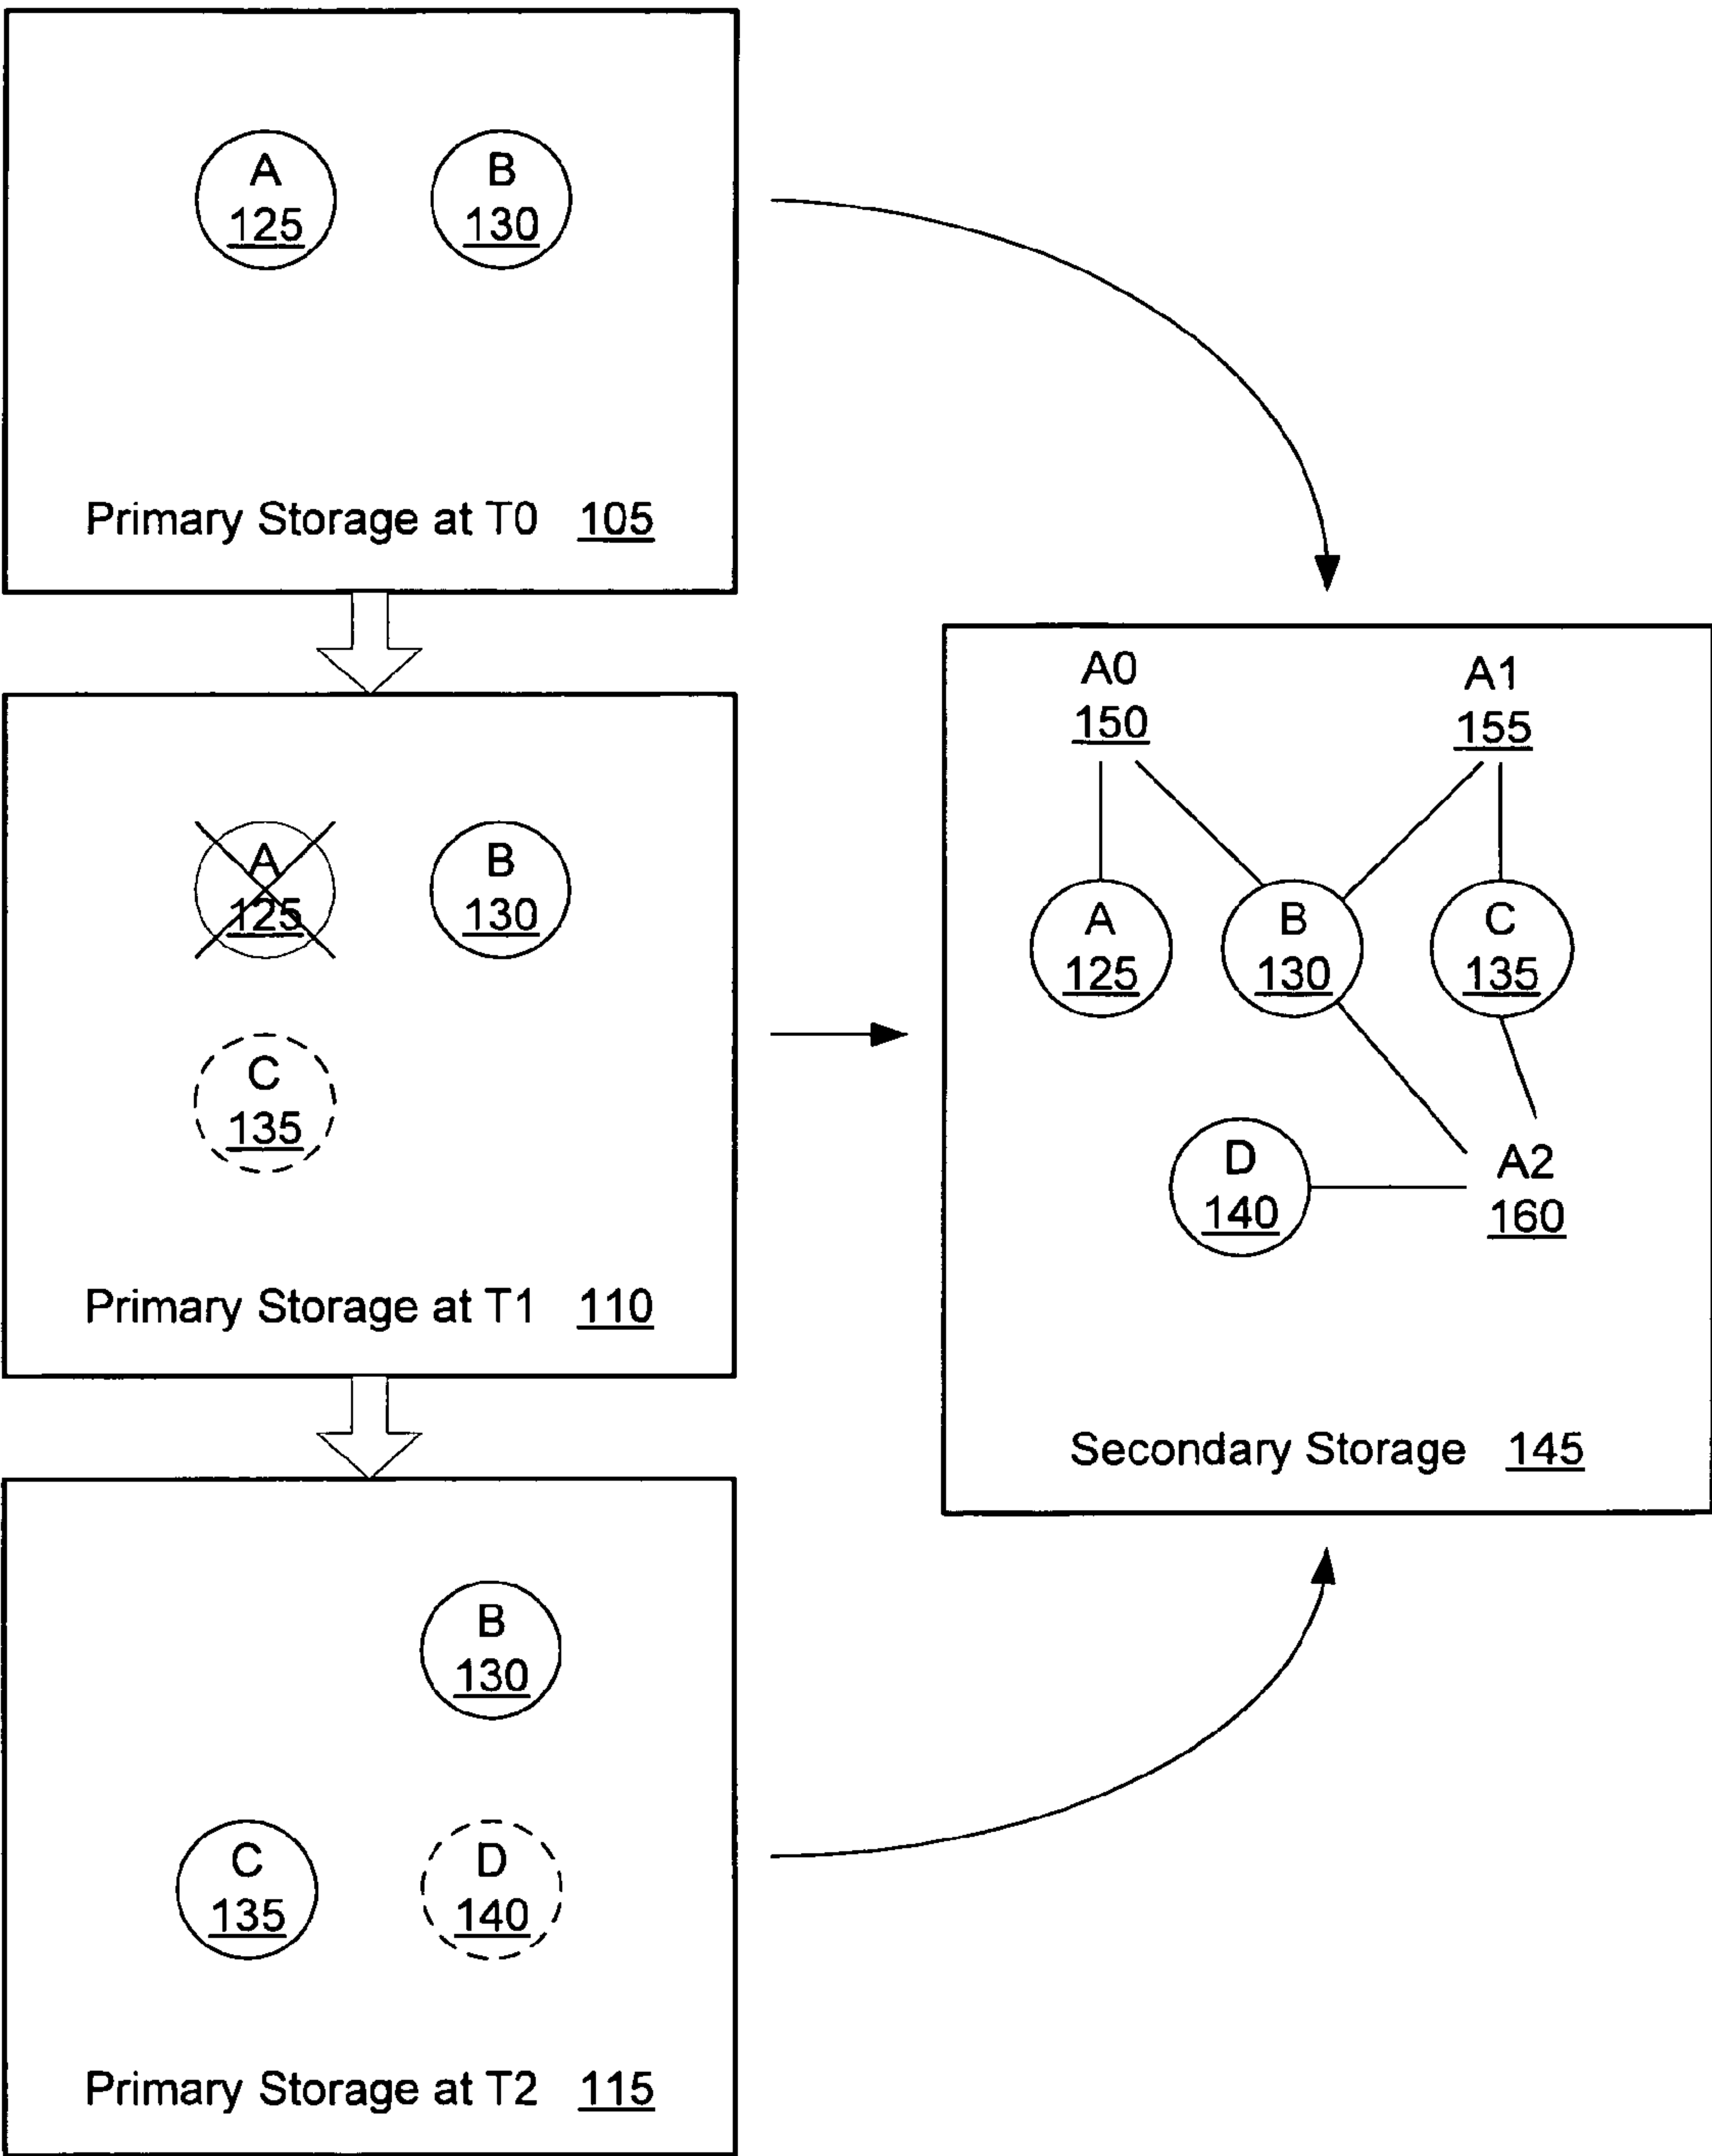 A
125
B
130
Primary Storage at T0 105
A
125
B
130
C
135
Primary Storage at T1 110
B
130
C
135
D
140
Primary Storage at T2 115
A0
150
A1
155
A
125
B
130
C
135
D
140
A2
160
Secondary Storage 145